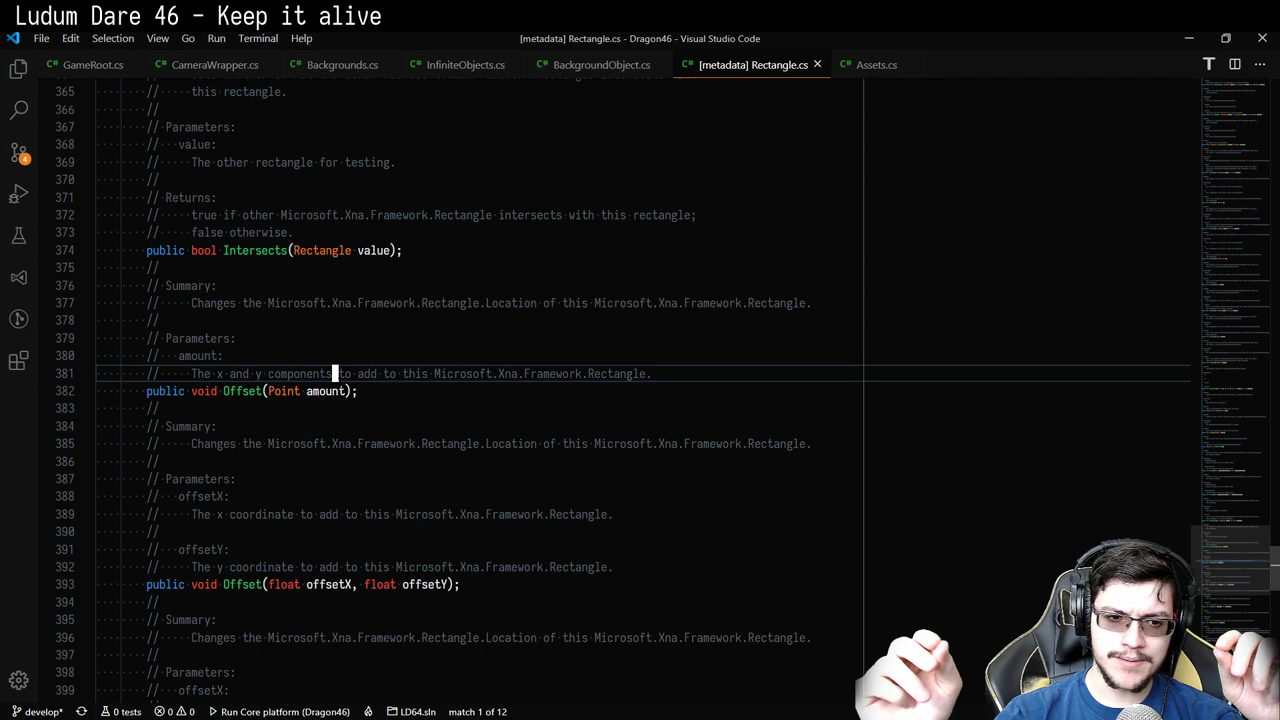 Ludum Dare 46 - Keep it alive
File Edit Selection View Go Run Terminal Help
[metadata] Rectangle.cs - Dragon46 - Visual Studio Code
GameRoot.cs CameraWrapper.cs Backgrounds.cs InfiniteObjects.cs BackgroundObject.cs [metadata] Rectangle.cs Assets.cs
365 // this rectangle.
366 //
367 // Parameters:
368 // value:
369 // The other rectangle for testing.
370 //
371 // Returns:
372 // true if other Microsoft.Xna.Framework.Rectangle intersects with this rectangle;
373 // false otherwise.
374 public bool Intersects(Rectangle value);
375 //
376 // Summary:
377 // Changes the Microsoft.Xna.Framework.Rectangle.Location of this Microsoft.Xna.Framework.Rectangle.
378 //
379 // Parameters:
380 // amount:
381 // The x and y components to add to this Microsoft.Xna.Framework.Rectangle.
382 public void Offset(Point amount);
383 //
384 // Summary:
385 // Changes the Microsoft.Xna.Framework.Rectangle.Location of this Microsoft.Xna.Framework.Rectangle.
386 //
387 // Parameters:
388 // offsetX:
389 // The x coordinate to add to this Microsoft.Xna.Framework.Rectangle.
390 //
391 // offsetY:
392 // The y coordinate to add to this Microsoft.Xna.Framework.Rectangle.
393 public void Offset(float offsetX, float offsetY);
394 //
395 // Summary:
396 // Changes the Microsoft.Xna.Framework.Rectangle.Location of this Microsoft.Xna.Framework.
397 //
398 // Parameters:
399 // offsetX:
4
develop* 0 tests 0 0 Run Core platform (Dragon46) LD64.sln match 1 of 12